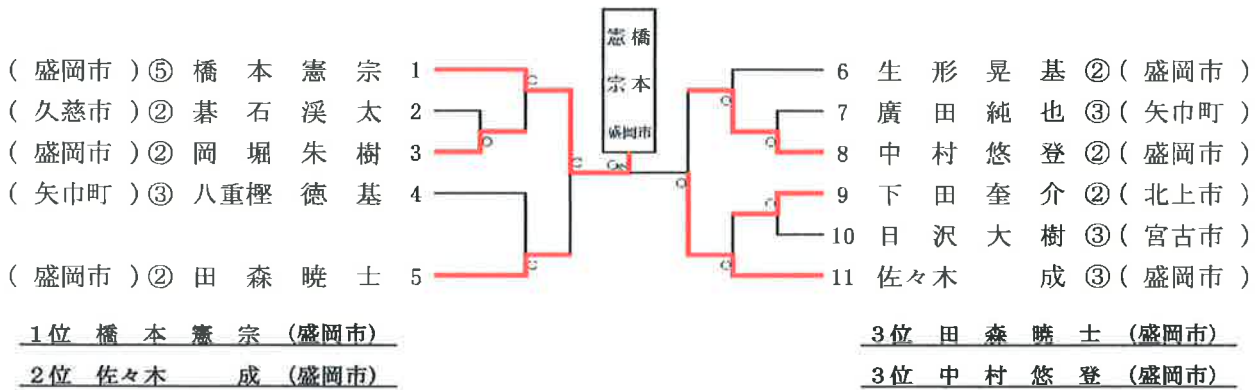 憲 橋
宗 本
盛岡市
( 盛岡市 ) ⑤ 橋 本 憲 宗 1
( 久慈市 ) ② 碁 石 渓 太 2
( 盛岡市 ) ② 岡 堀 朱 樹 3
( 矢巾町 ) ③ 八重樫 徳 基 4
( 盛岡市 ) ② 田 森 暁 士 5
6 生 形 晃 基 ② ( 盛岡市 )
7 廣 田 純 也 ③ ( 矢巾町 )
8 中 村 悠 登 ② ( 盛岡市 )
9 下 田 奎 介 ② ( 北上市 )
10 日 沢 大 樹 ③ ( 宮古市 )
11 佐々木 成 ③ ( 盛岡市 )
1位 橋 本 憲 宗 (盛岡市)
2位 佐々木 成 (盛岡市)
3位 田 森 暁 士 (盛岡市)
3位 中 村 悠 登 (盛岡市)